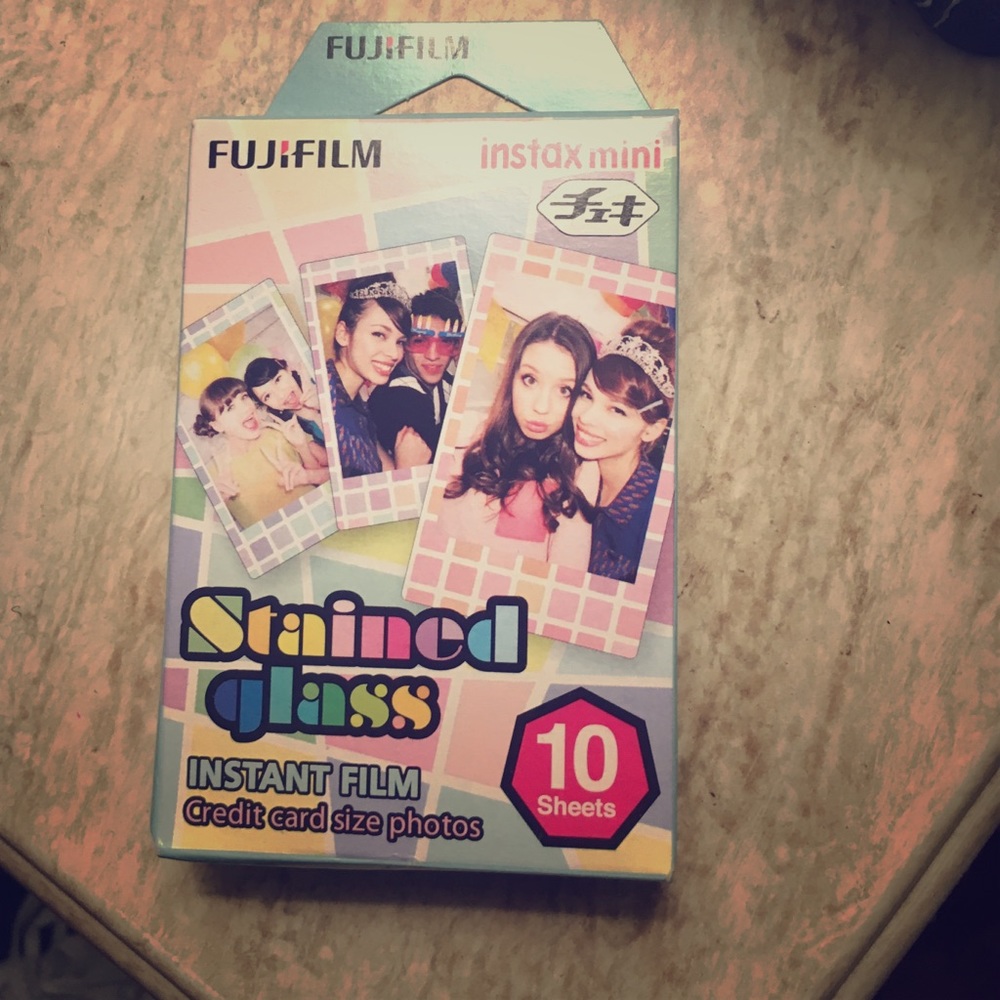 FUJIFILM
FUJIFILM
instax mini
チェキ
Stained
glass
INSTANT FILM
Credit card size photos
10
Sheets